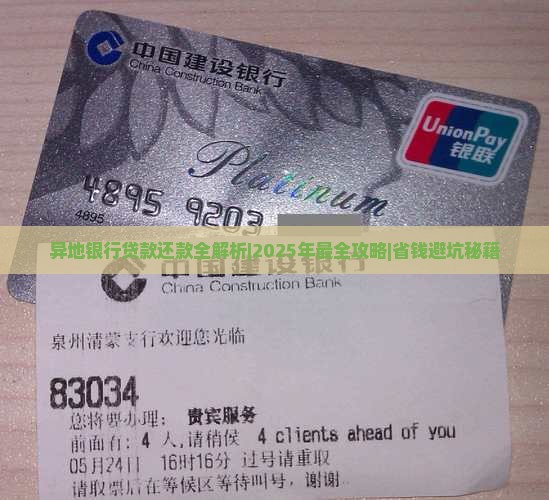 中国建设银行
China Construction Bank
UnionPay
银联
Platinum
4895 9203
4895
异地银行贷款还款全解析|2025年最全攻略|省钱避坑秘籍
中国建设银行
China Construction Bank
泉州清蒙支行欢迎您光临
83034
您将要办理： 贵宾服务
前面有: 4 人,请稍侯 4 clients ahead of you
05月24日 16时16分 过号请重取
请取票后在等候区等待叫号，谢谢